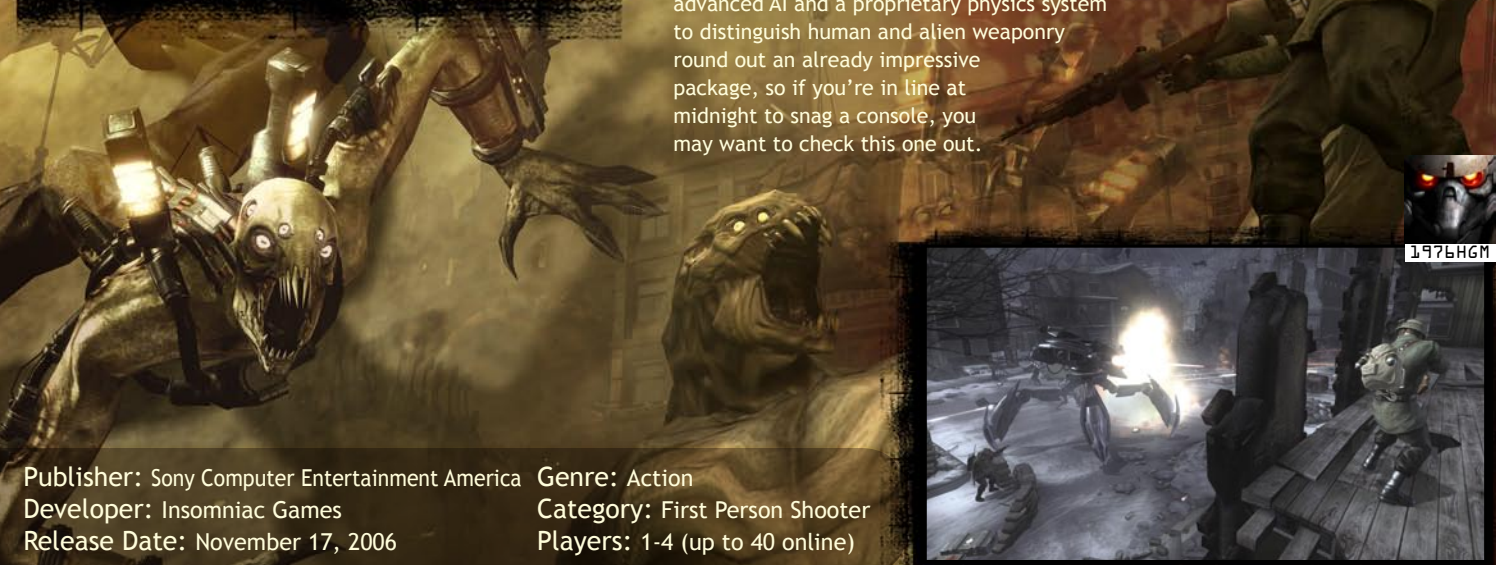 advanced AI and a proprietary physics system
to distinguish human and alien weaponry
round out an already impressive
package, so if you're in line at
midnight to snag a console, you
may want to check this one out.
1976HGM
Publisher: Sony Computer Entertainment America
Developer: Insomniac Games
Release Date: November 17, 2006
Genre: Action
Category: First Person Shooter
Players: 1-4 (up to 40 online)